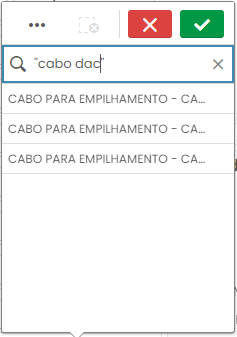 "cabo dac"
CABO PARA EMPILHAMENTO - CA...
CABO PARA EMPILHAMENTO - CA...
CABO PARA EMPILHAMENTO - CA...